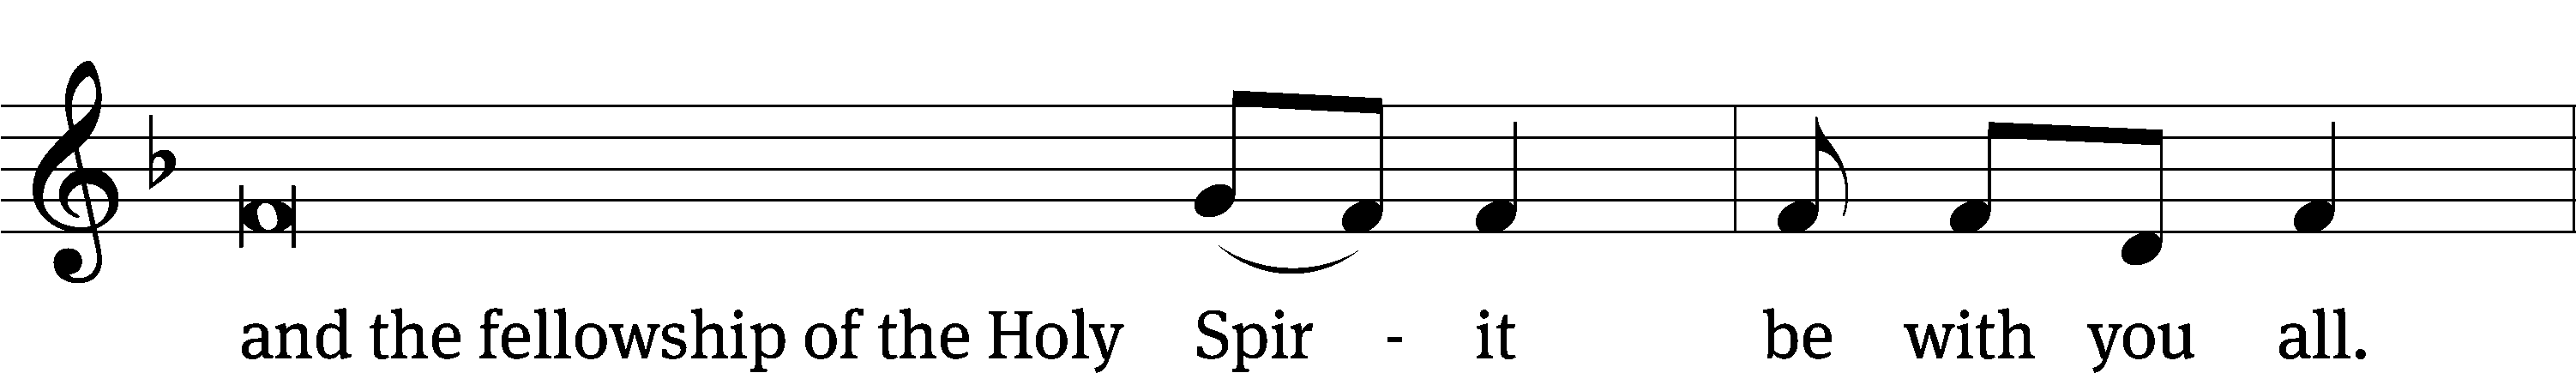 and the fellowship of the Holy Spir - it be with you all.